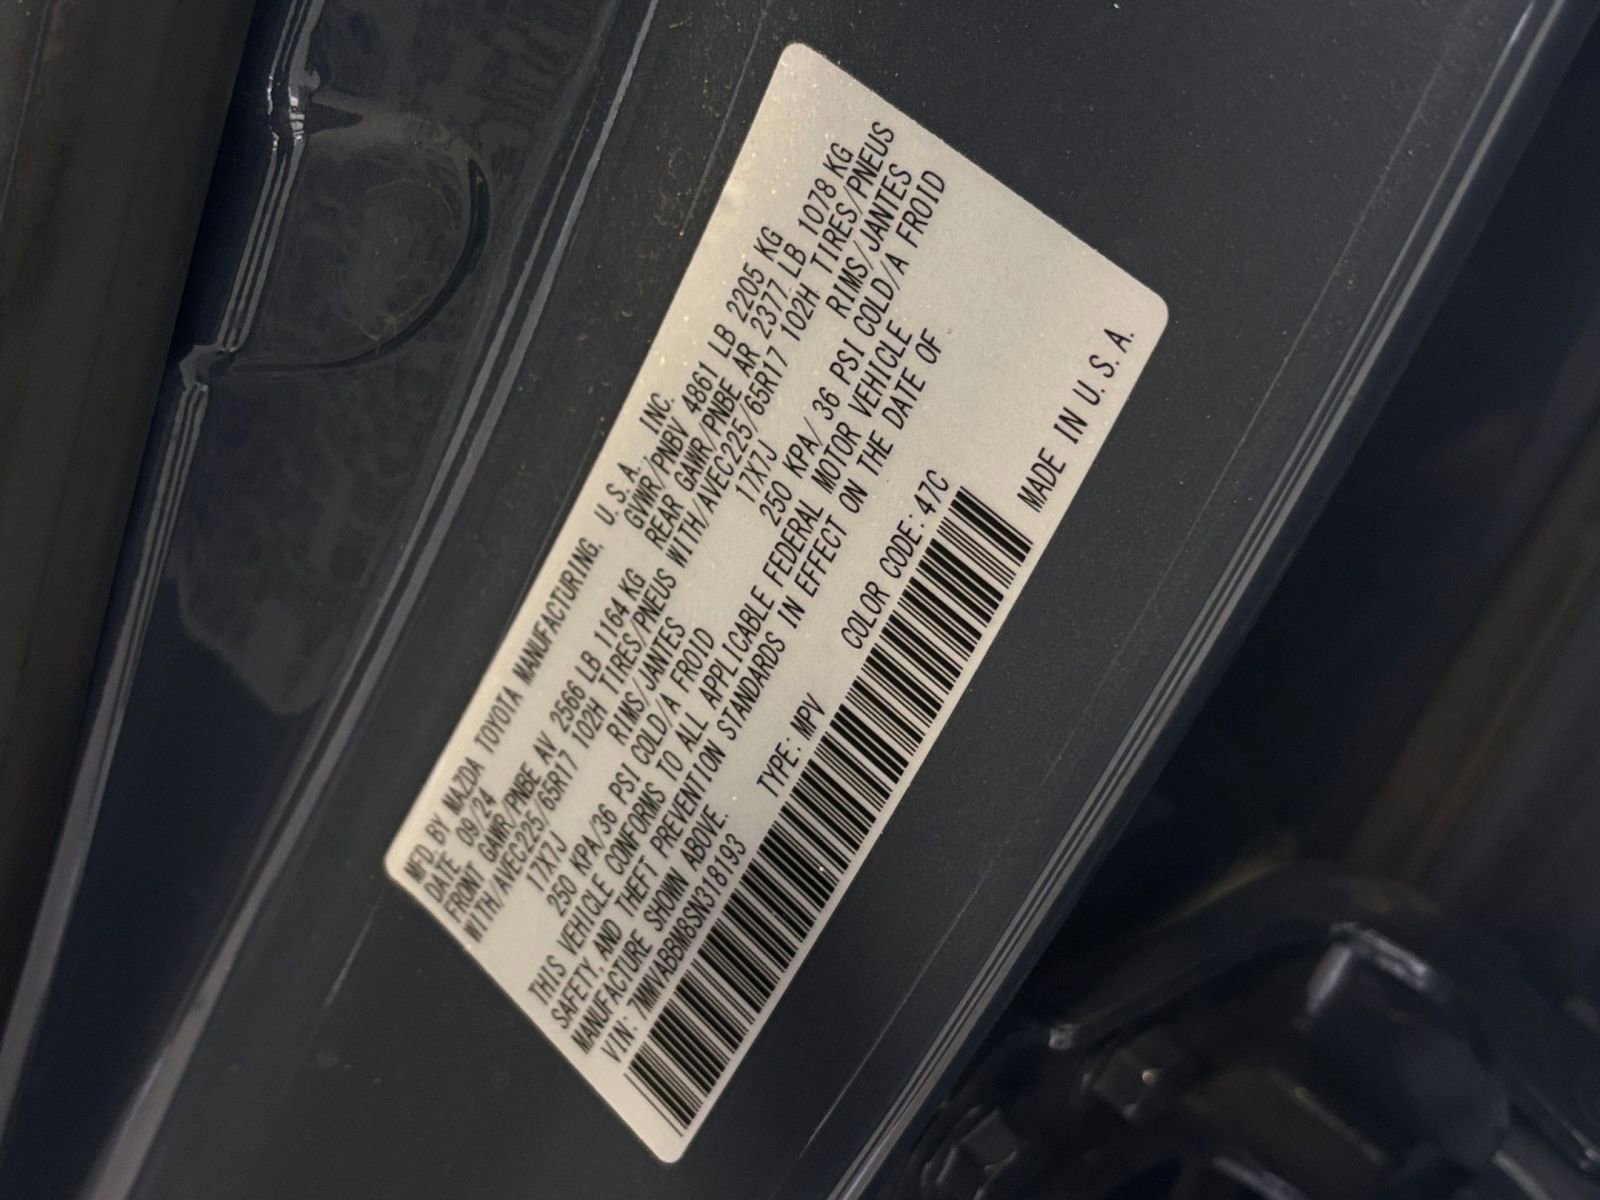 MFD. BY MAZDA TOYOTA MANUFACTURING, U.S.A. INC.
DATE 09/24 GVWR/PNBV 4861 LB 2205 KG
FRONT GAWR/PNBE AV 2566 LB 1164 KG REAR GAWR/PNBE AR 2377 LB 1078 KG
WITH/AVEC225/65R17 102H TIRES/PNEUS WITH/AVEC225/65R17 102H TIRES/PNEUS
17X7J RIMS/JANTES 17X7J RIMS/JANTES
250 KPA/36 PSI COLD/A FROID 250 KPA/ 36 PSI COLD/A FROID
THIS VEHICLE CONFORMS TO ALL APPLICABLE FEDERAL MOTOR VEHICLE
SAFETY, AND THEFT PREVENTION STANDARDS IN EFFECT ON THE DATE OF
MANUFACTURE SHOWN ABOVE.
VIN: 7MMVABBM8SN318193 TYPE: MPV COLOR CODE: 47C
MADE IN U.S.A.